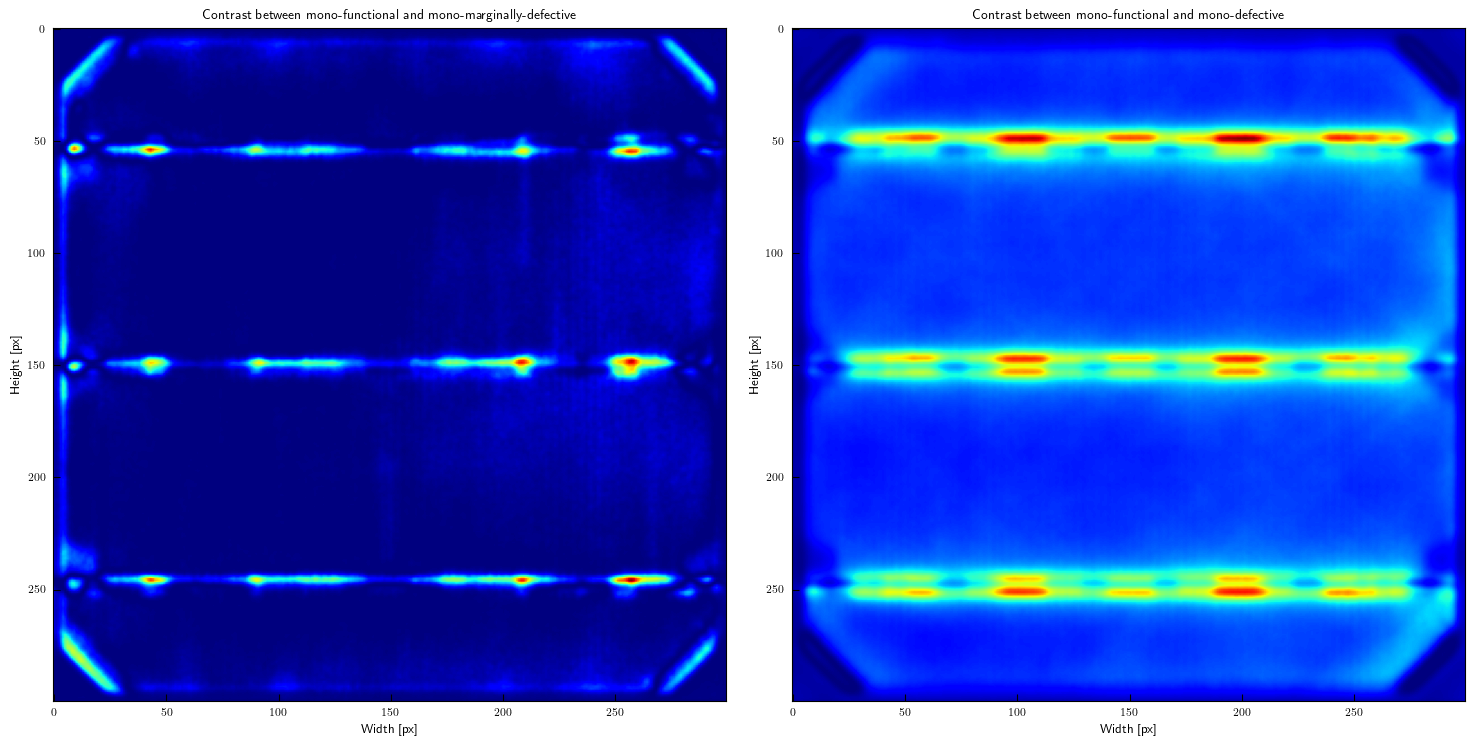 Contrast between mono-functional and mono-marginally-defective
0
50
100
150
200
250
Height [px]
0 50 100 150 200 250
Width [px]
Contrast between mono-functional and mono-defective
0
50
100
150
200
250
Height [px]
0 50 100 150 200 250
Width [px]